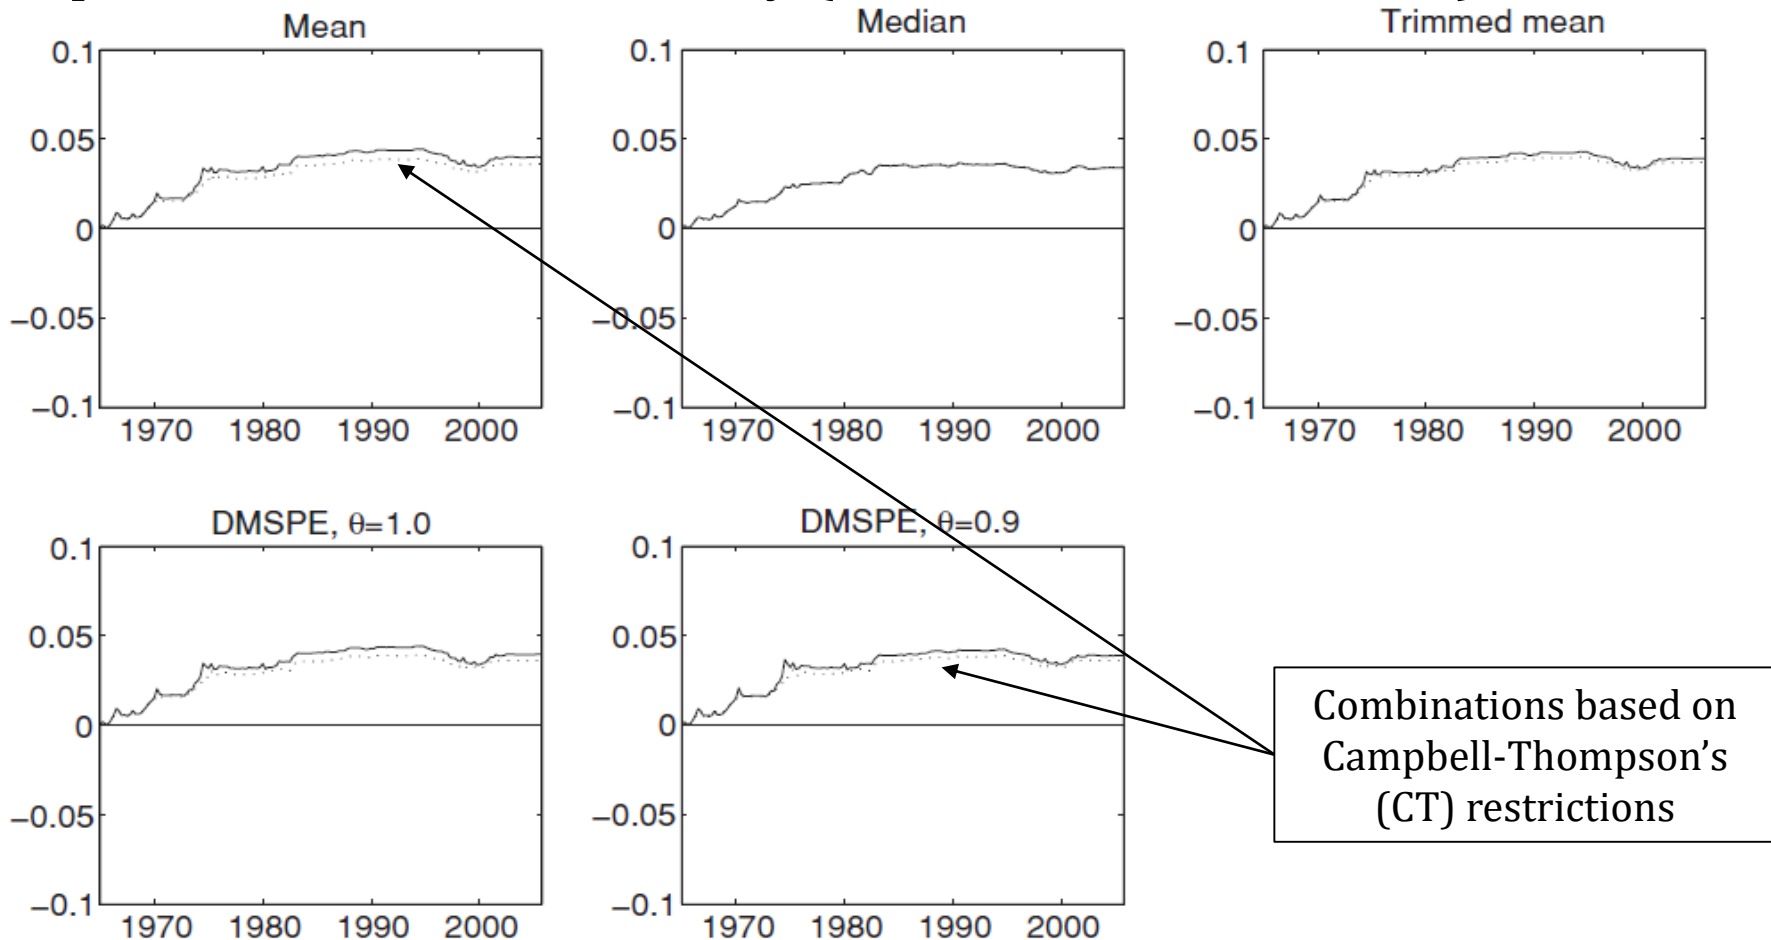 Mean
Median
Trimmed mean
0.1
0.05
0
−0.05
−0.1
1970 1980 1990 2000
0.1
0.05
0
−0.05
−0.1
1970 1980 1990 2000
0.1
0.05
0
−0.05
−0.1
1970 1980 1990 2000
DMSPE, θ=1.0
DMSPE, θ=0.9
0.1
0.05
0
−0.05
−0.1
1970 1980 1990 2000
0.1
0.05
0
−0.05
−0.1
1970 1980 1990 2000
Combinations based on
Campbell-Thompson’s
(CT) restrictions